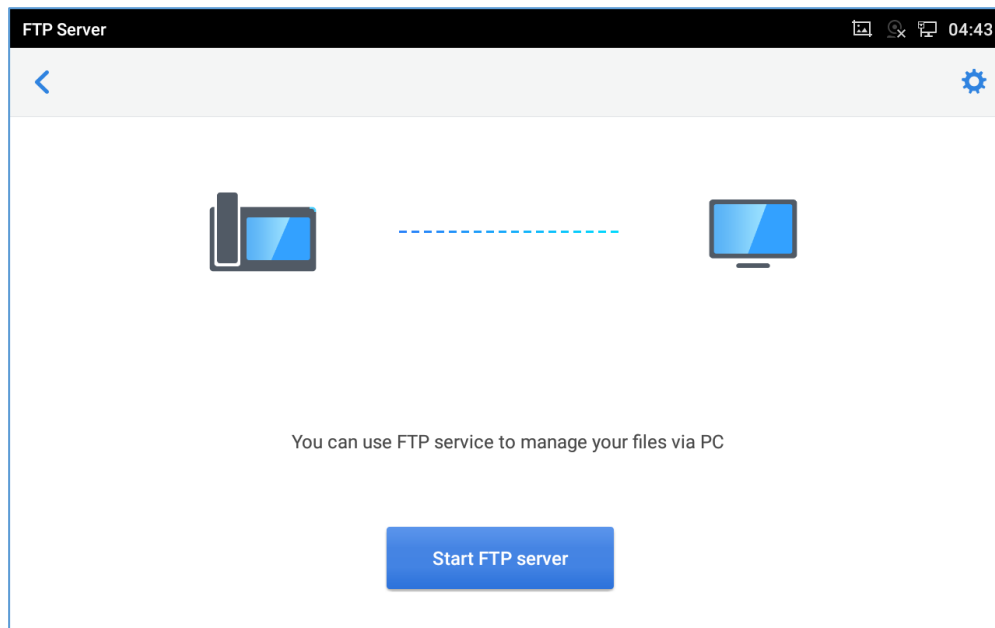 FTP Server
04:43
You can use FTP service to manage your files via PC
Start FTP server